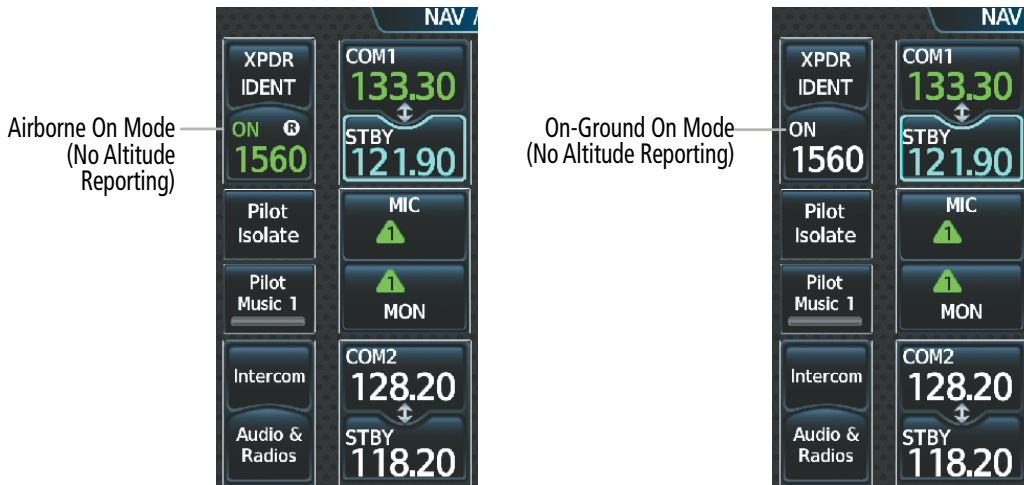 Airborne On Mode
(No Altitude
Reporting)
NAV /
XPDR
IDENT
ON R
1560
COM1
133.30
STBY
121.90
Pilot
Isolate
MIC
1
Pilot
Music 1
1
MON
Intercom
COM2
128.20
Audio &
Radios
STBY
118.20
On-Ground On Mode
(No Altitude Reporting)
NAV
XPDR
IDENT
ON
1560
COM1
133.30
STBY
121.90
Pilot
Isolate
MIC
1
Pilot
Music 1
1
MON
Intercom
COM2
128.20
Audio &
Radios
STBY
118.20